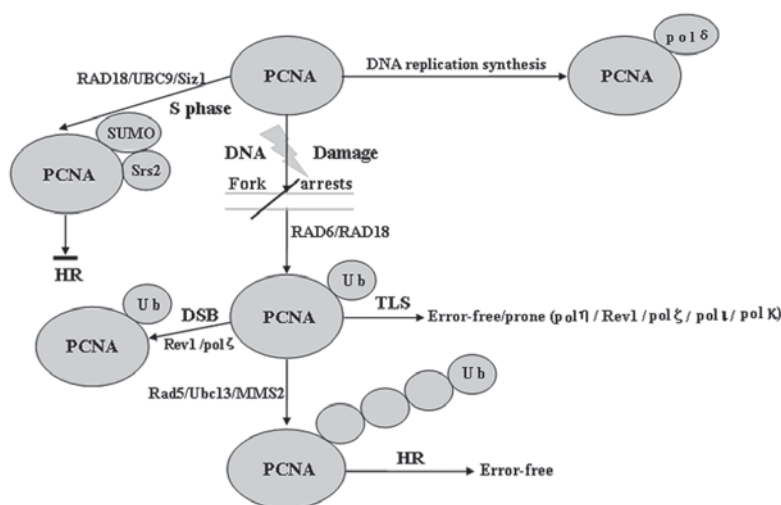 pol δ
PCNA
DNA replication synthesis
PCNA
RAD18/UBC9/Siz1
S phase
SUMO
PCNA
Srs2
HR
DNA Damage
Fork arrests
RAD6/RAD18
Ub
PCNA
TLS
Error-free/prone (pol η / Rev1 / pol ζ / pol ι / pol κ)
DSB
Rev1/pol ζ
Ub
PCNA
Rad5/Ubc13/MMS2
Ub
PCNA
HR
Error-free